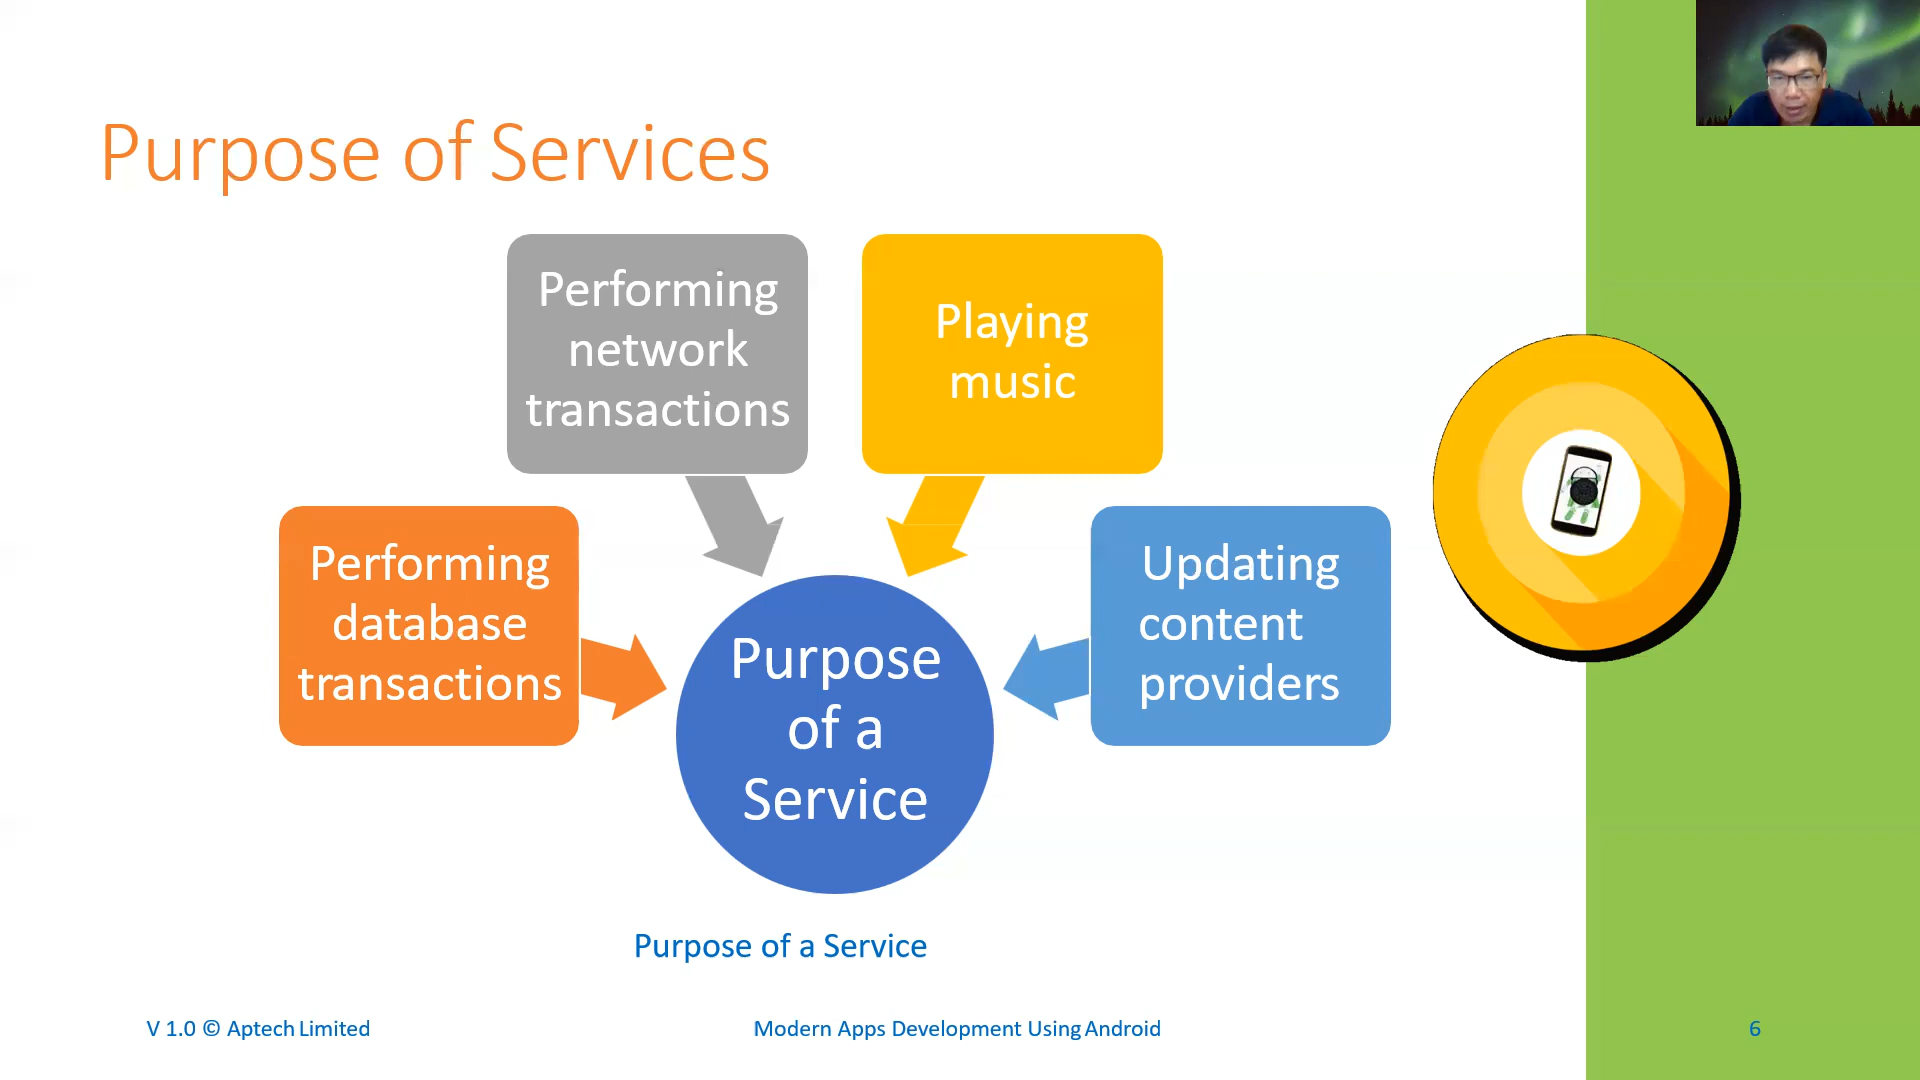 Purpose of Services
Performing
network
transactions
Playing
music
Performing
database
transactions
Updating
content
providers
Purpose
of a
Service
Purpose of a Service
V 1.0 © Aptech Limited
Modern Apps Development Using Android
6